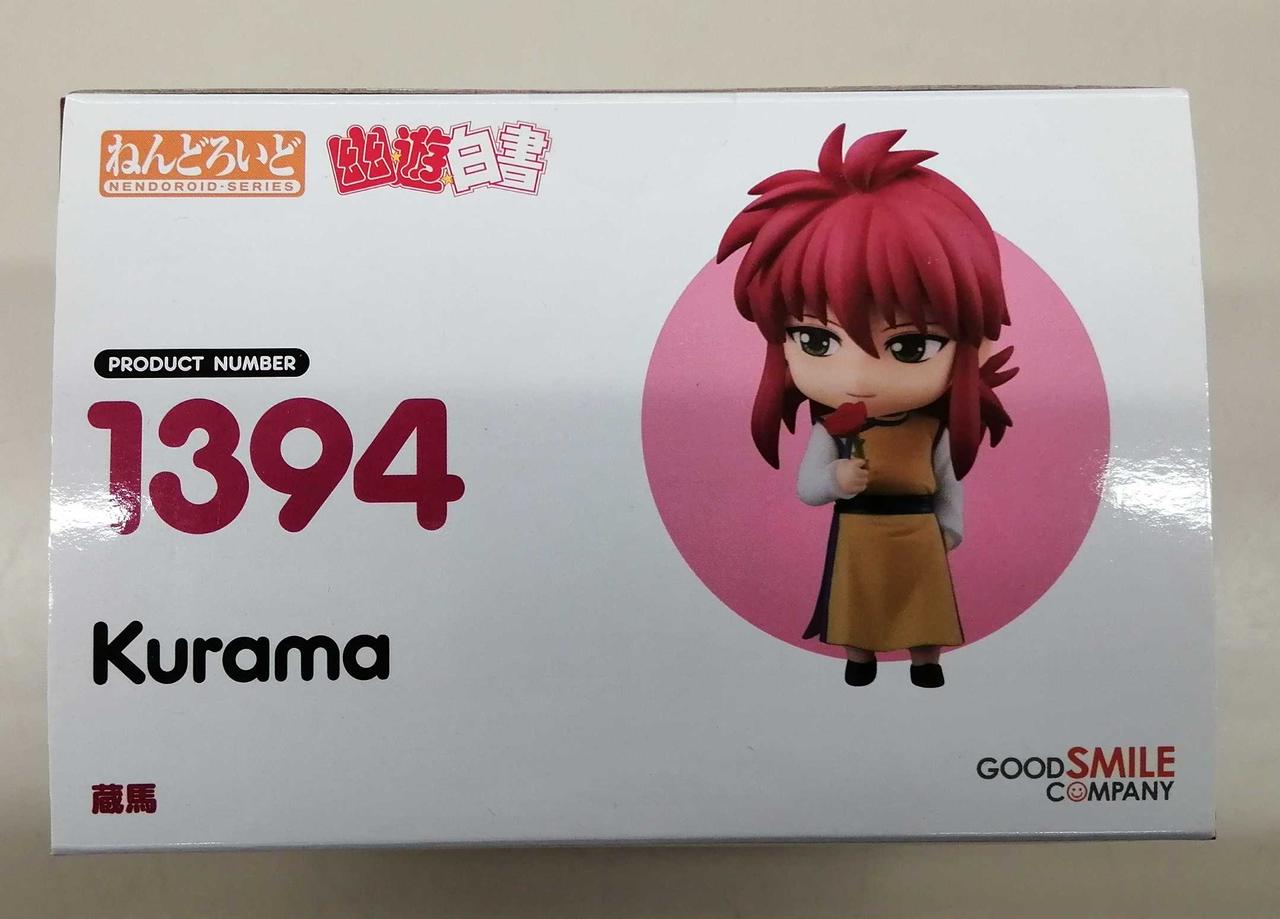 ねんどろいど
NENDOROID-SERIES
幽遊白書
PRODUCT NUMBER
1394
Kurama
蔵馬
GOOD SMILE
COMPANY